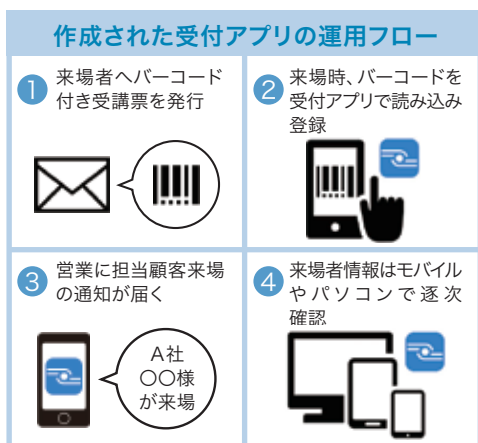 作成された受付アプリの運用フロー
1
来場者へバーコード
付き受講票を発行
2
来場時、バーコードを
受付アプリで読み込み
登録
3
営業に担当顧客来場
の通知が届く
A社
〇〇様
が来場
4
来場者情報はモバイル
やパソコンで逐次
確認